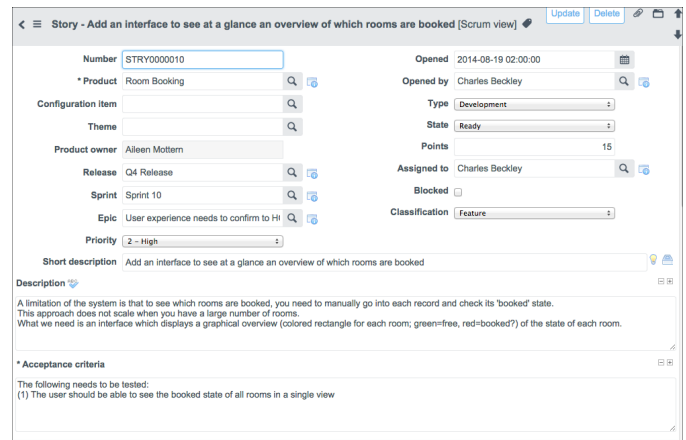 Story - Add an interface to see at a glance an overview of which rooms are booked [Scrum view]
Update
Delete
Number STRY0000010
* Product Room Booking
Configuration item
Theme
Product owner Aileen Mottern
Release Q4 Release
Sprint Sprint 10
Epic User experience needs to confirm to H
Priority 2 - High
Opened 2014-08-19 02:00:00
Opened by Charles Beckley
Type Development
State Ready
Points 15
Assigned to Charles Beckley
Blocked
Classification Feature
Short description Add an interface to see at a glance an overview of which rooms are booked
Description
A limitation of the system is that to see which rooms are booked, you need to manually go into each record and check its 'booked' state.
This approach does not scale when you have a large number of rooms.
What we need is an interface which displays a graphical overview (colored rectangle for each room; green=free, red=booked?) of the state of each room.
* Acceptance criteria
The following needs to be tested:
(1) The user should be able to see the booked state of all rooms in a single view